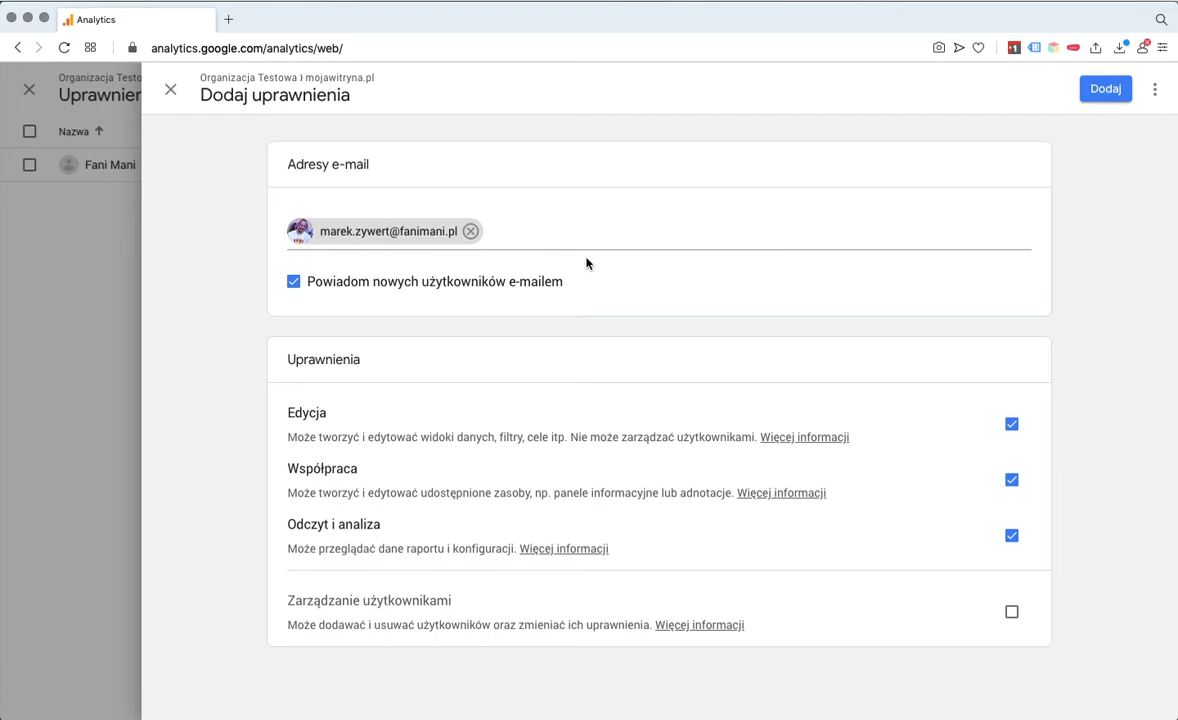 Analytics
analytics.google.com/analytics/web/
+1
Organizacja Testo
Uprawnier
Nazwa
Fani Mani
Organizacja Testowa › mojawitryna.pl
Dodaj uprawnienia
Dodaj
Adresy e-mail
marek.zywert@fanimani.pl
Powiadom nowych użytkowników e-mailem
Uprawnienia
Edycja
Może tworzyć i edytować widoki danych, filtry, cele itp. Nie może zarządzać użytkownikami. Więcej informacji
Współpraca
Może tworzyć i edytować udostępnione zasoby, np. panele informacyjne lub adnotacje. Więcej informacji
Odczyt i analiza
Może przeglądać dane raportu i konfiguracji. Więcej informacji
Zarządzanie użytkownikami
Może dodawać i usuwać użytkowników oraz zmieniać ich uprawnienia. Więcej informacji